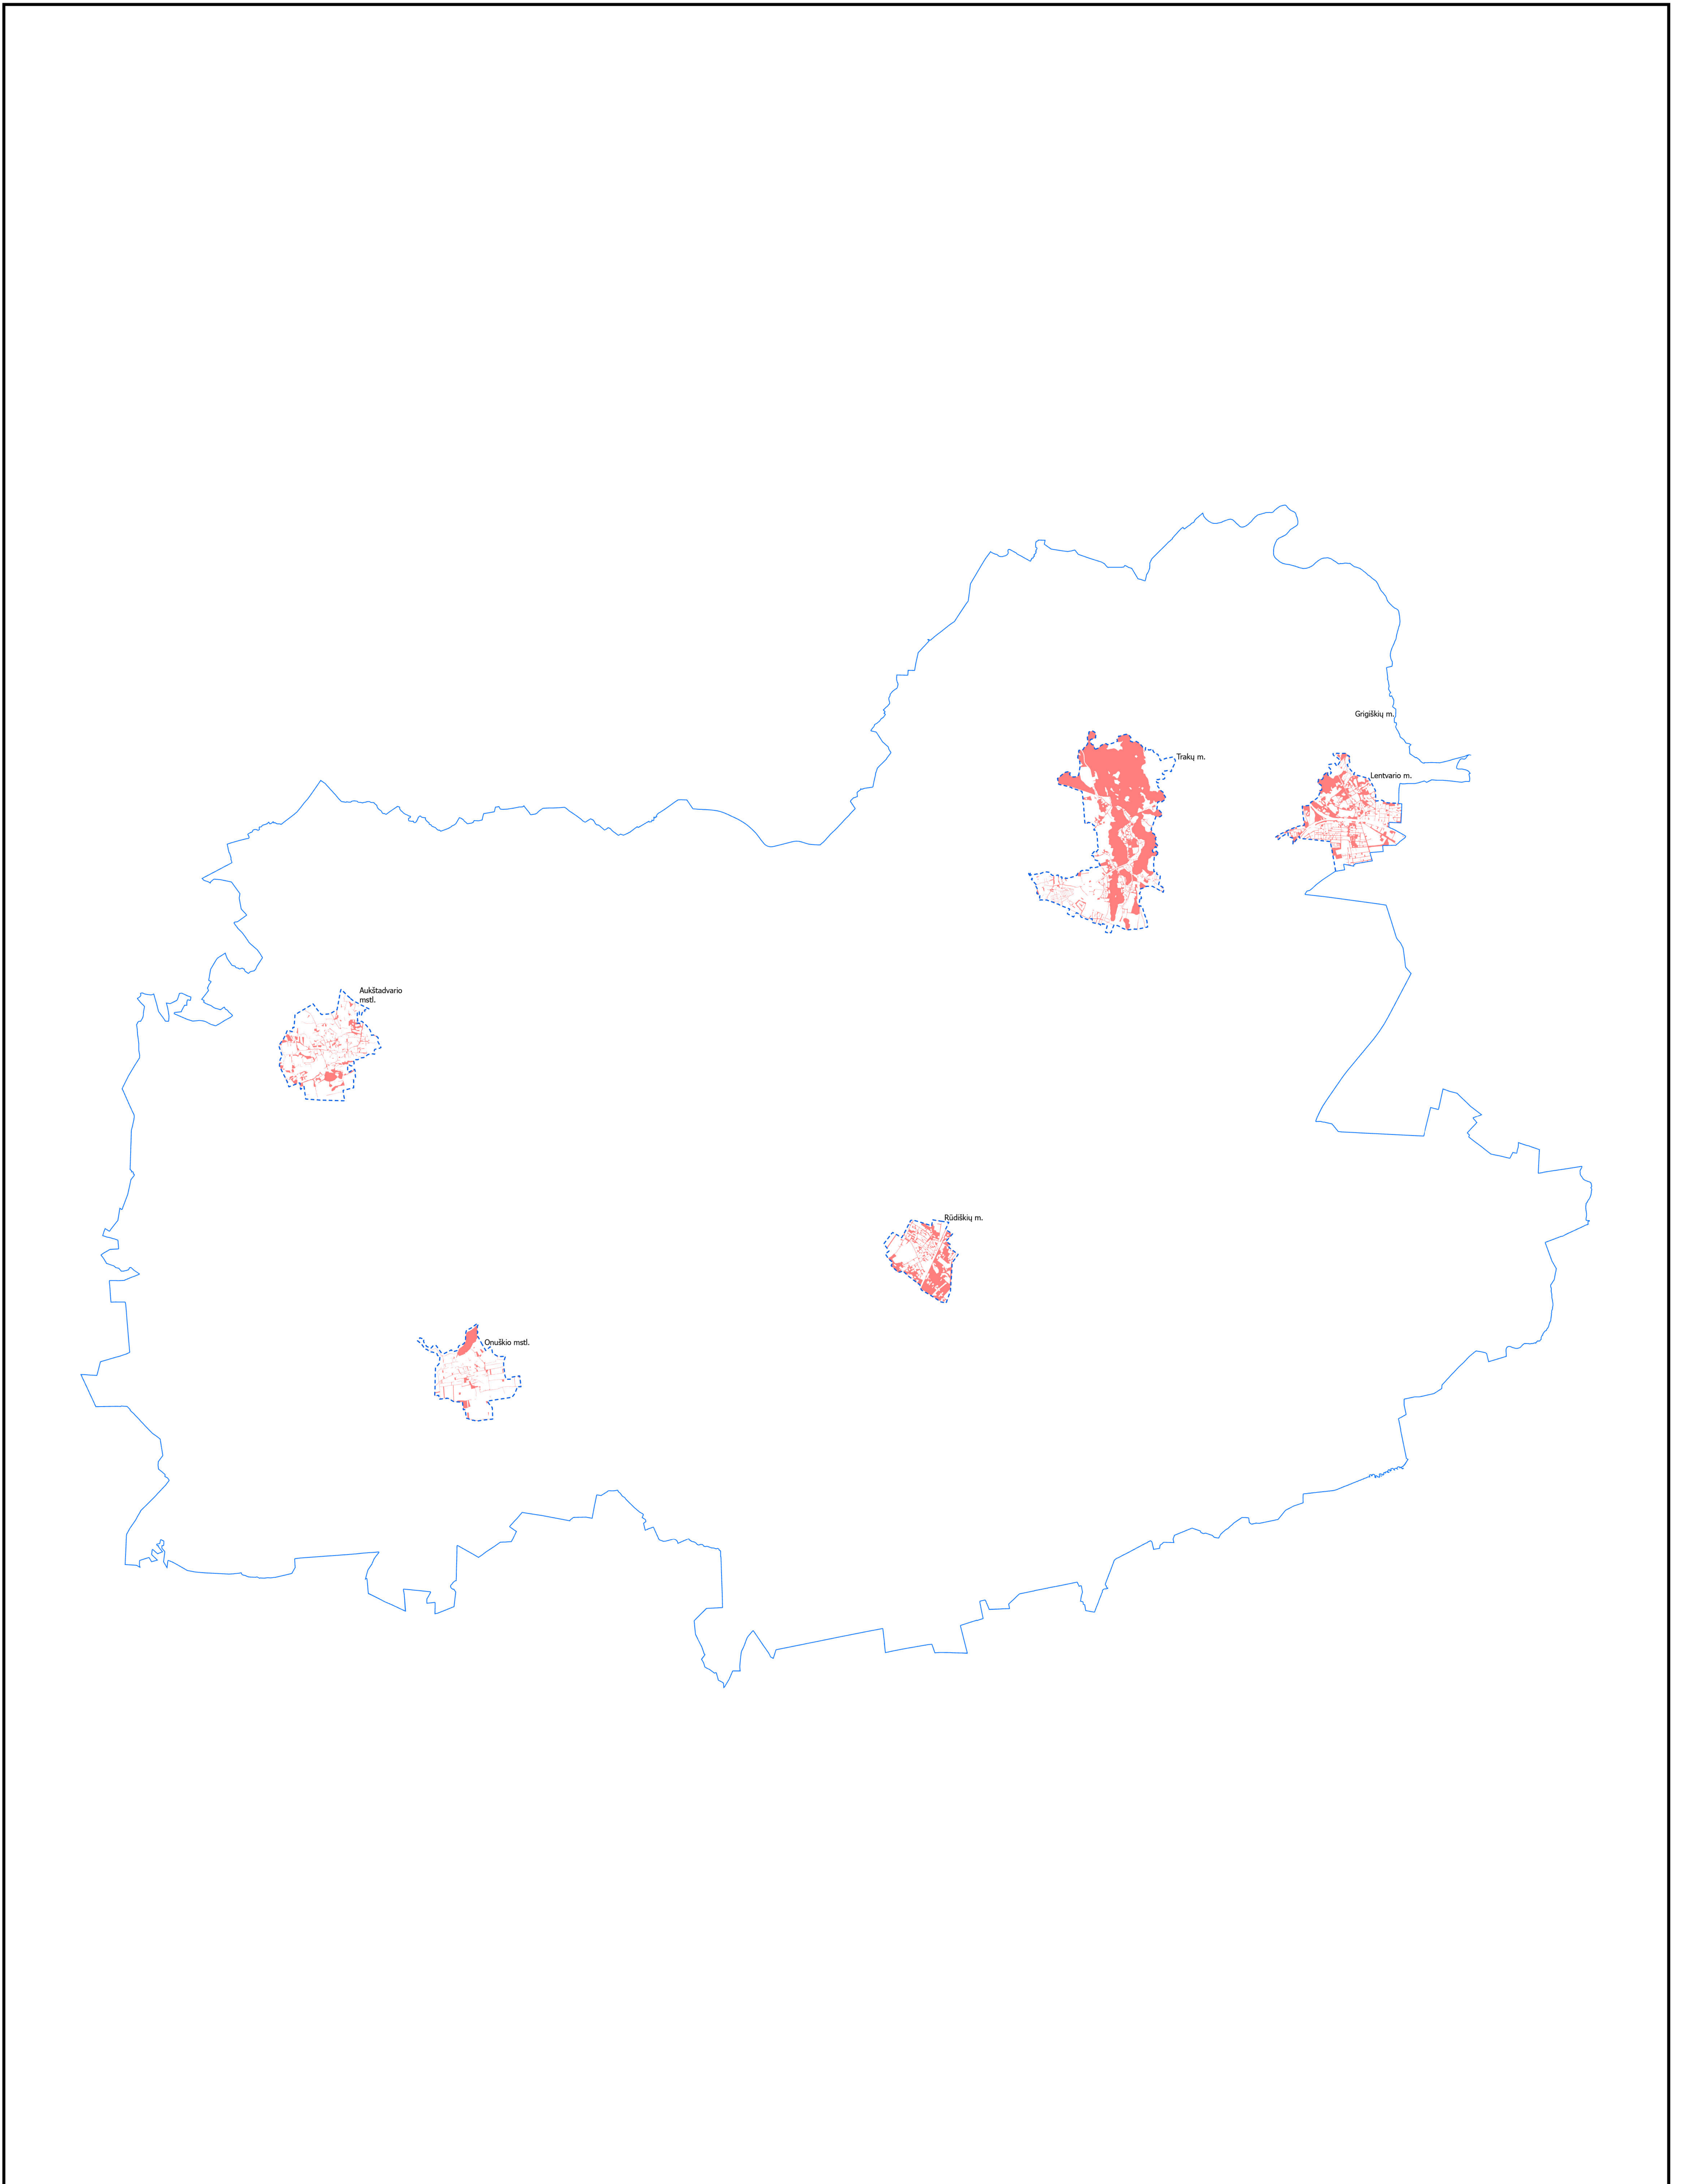 Grigiškių m.
Trakų m.
Lentvario m.
Aukštadvario
mstl.
Rūdiškių m.
Onuškio mstl.